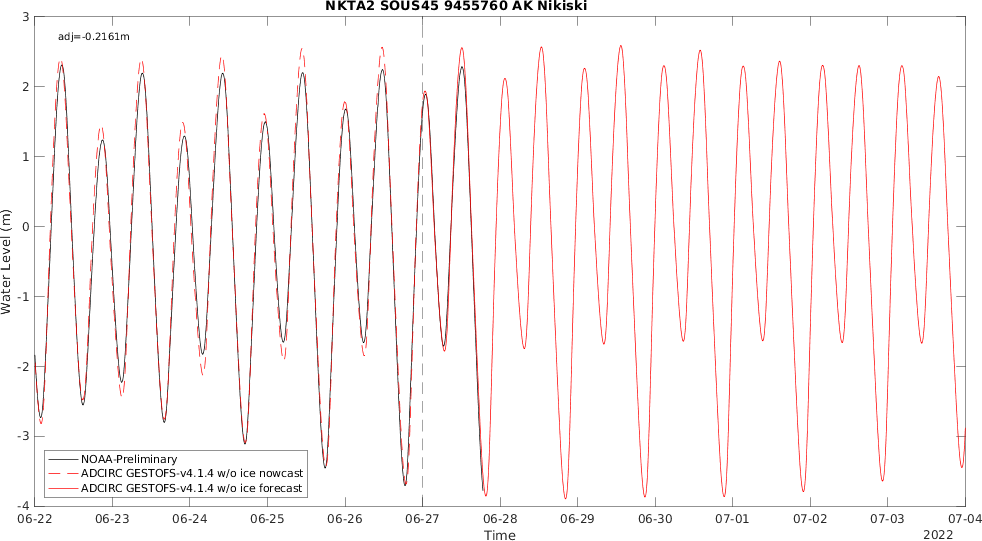 NKTA2 SOUS45 9455760 AK Nikiski
adj=-0.2161m
3
2
1
0
-1
-2
-3
-4
Water Level (m)
NOAA-Preliminary
ADCIRC GESTOFS-v4.1.4 w/o ice nowcast
ADCIRC GESTOFS-v4.1.4 w/o ice forecast
06-22 06-23 06-24 06-25 06-26 06-27 06-28 06-29 06-30 07-01 07-02 07-03 07-04
Time
2022